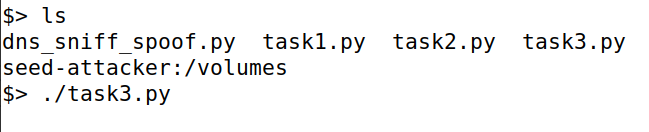 $> ls
dns_sniff_spoof.py  task1.py  task2.py  task3.py
seed-attacker:/volumes
$> ./task3.py